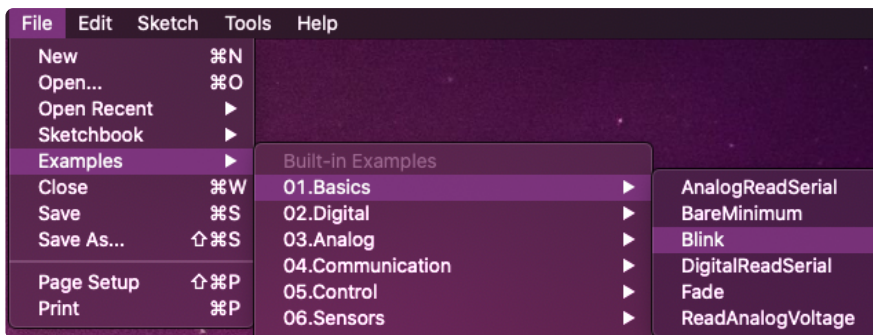 File Edit Sketch Tools Help
New ⌘N
Open... ⌘O
Open Recent ▶
Sketchbook ▶
Examples ▶
Close ⌘W
Save ⌘S
Save As... ⇧⌘S
Page Setup ⇧⌘P
Print ⌘P
Built-in Examples
01.Basics ▶
02.Digital ▶
03.Analog ▶
04.Communication ▶
05.Control ▶
06.Sensors ▶
AnalogReadSerial
BareMinimum
Blink
DigitalReadSerial
Fade
ReadAnalogVoltage